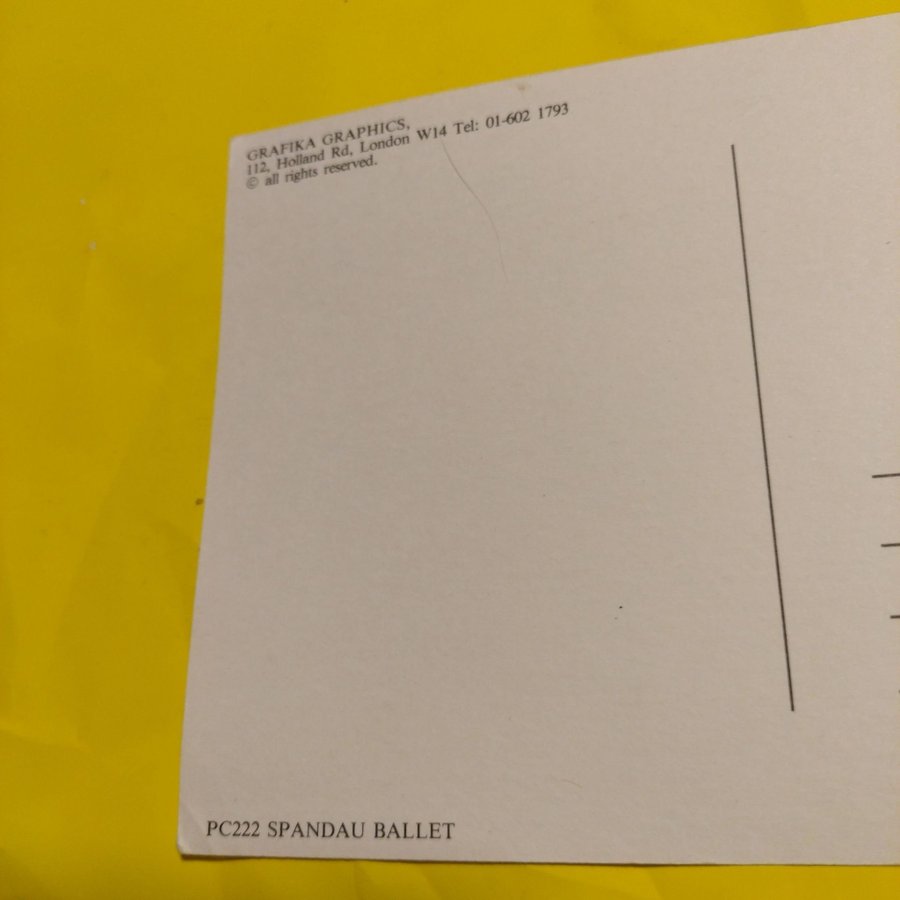 GRAFIKA GRAPHICS,
112, Holland Rd, London W14 Tel: 01-602 1793
© all rights reserved.
PC222 SPANDAU BALLET